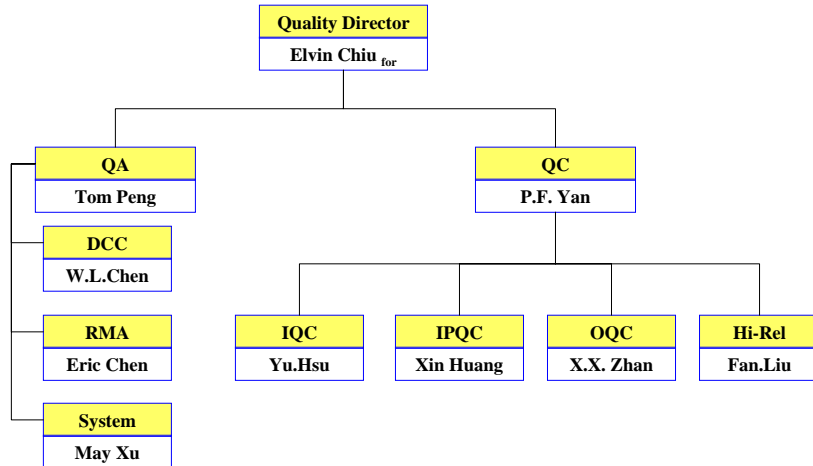 Quality Director
Elvin Chiu for
QA
Tom Peng
QC
P.F. Yan
DCC
W.L.Chen
RMA
Eric Chen
System
May Xu
IQC
Yu.Hsu
IPQC
Xin Huang
OQC
X.X. Zhan
Hi-Rel
Fan.Liu